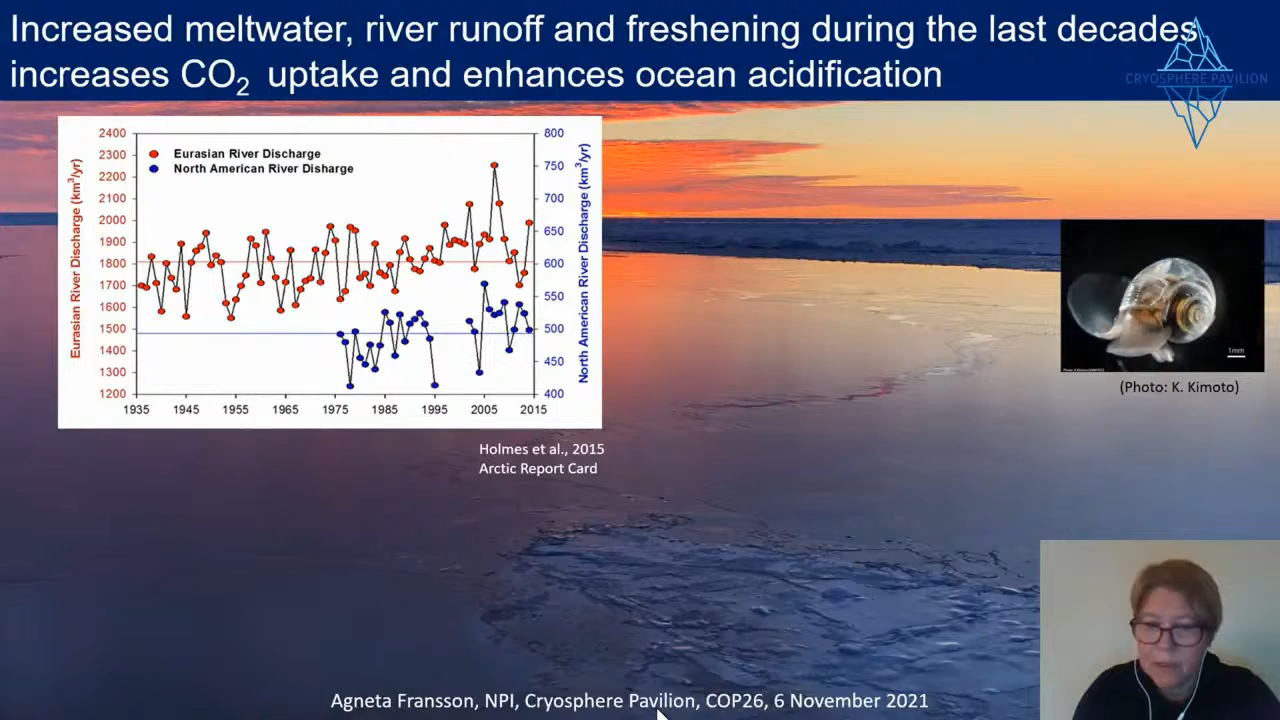 Increased meltwater, river runoff and freshening during the last decades
increases CO2 uptake and enhances ocean acidification
CRYOSPHERE PAVILION
Eurasian River Discharge
North American River Disharge
Eurasian River Discharge (km3/yr)
2400
2300
2200
2100
2000
1900
1800
1700
1600
1500
1400
1300
1200
800
750
700
650
600
550
500
450
400
North American River Discharge (km3/yr)
1935 1945 1955 1965 1975 1985 1995 2005 2015
Holmes et al., 2015
Arctic Report Card
1mm
(Photo: K. Kimoto)
Agneta Fransson, NPI, Cryosphere Pavilion, COP26, 6 November 2021